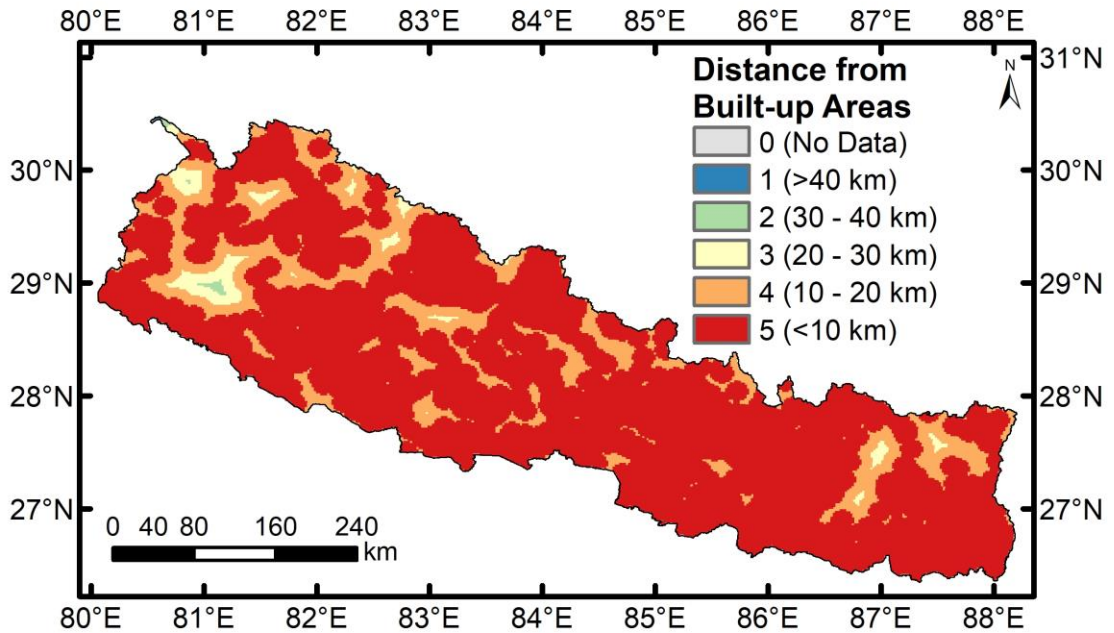 80°E 81°E 82°E 83°E 84°E 85°E 86°E 87°E 88°E
31°N
Distance from
Built-up Areas
N
0 (No Data)
1 (>40 km)
2 (30 - 40 km)
3 (20 - 30 km)
4 (10 - 20 km)
5 (<10 km)
30°N 30°N
29°N 29°N
28°N 28°N
27°N 27°N
0 40 80 160 240
km
80°E 81°E 82°E 83°E 84°E 85°E 86°E 87°E 88°E